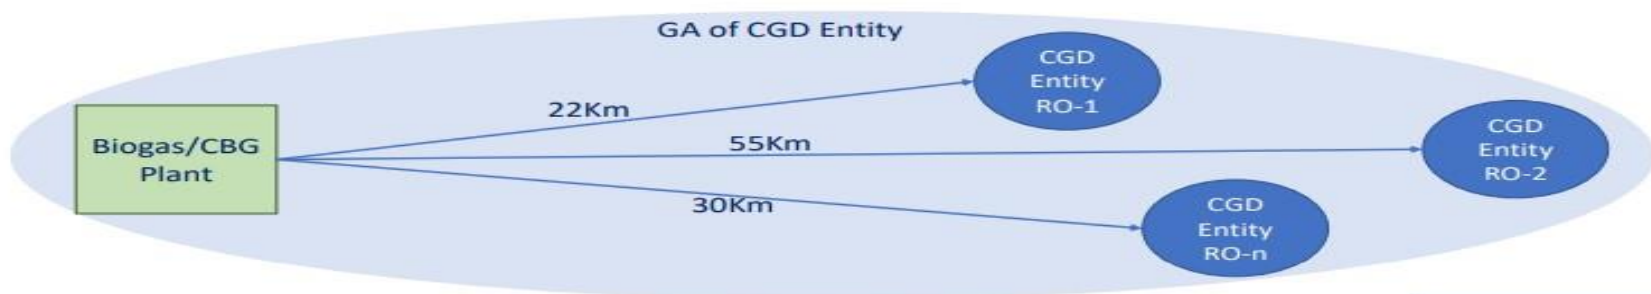 GA of CGD Entity
CGD
Entity
RO-1
22Km
Biogas/CBG
Plant
55Km
CGD
Entity
RO-2
30Km
CGD
Entity
RO-n